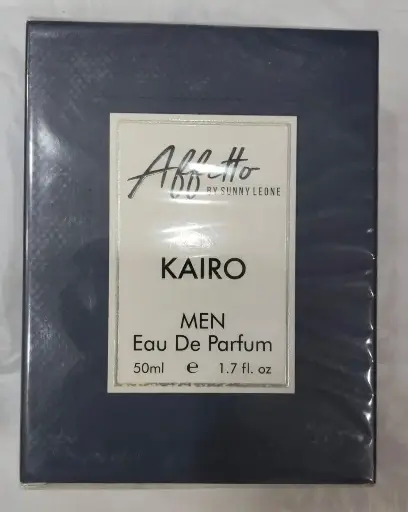 Affetto
BY SUNNY LEONE
KAIRO
MEN
Eau De Parfum
50ml e 1.7 fl. oz